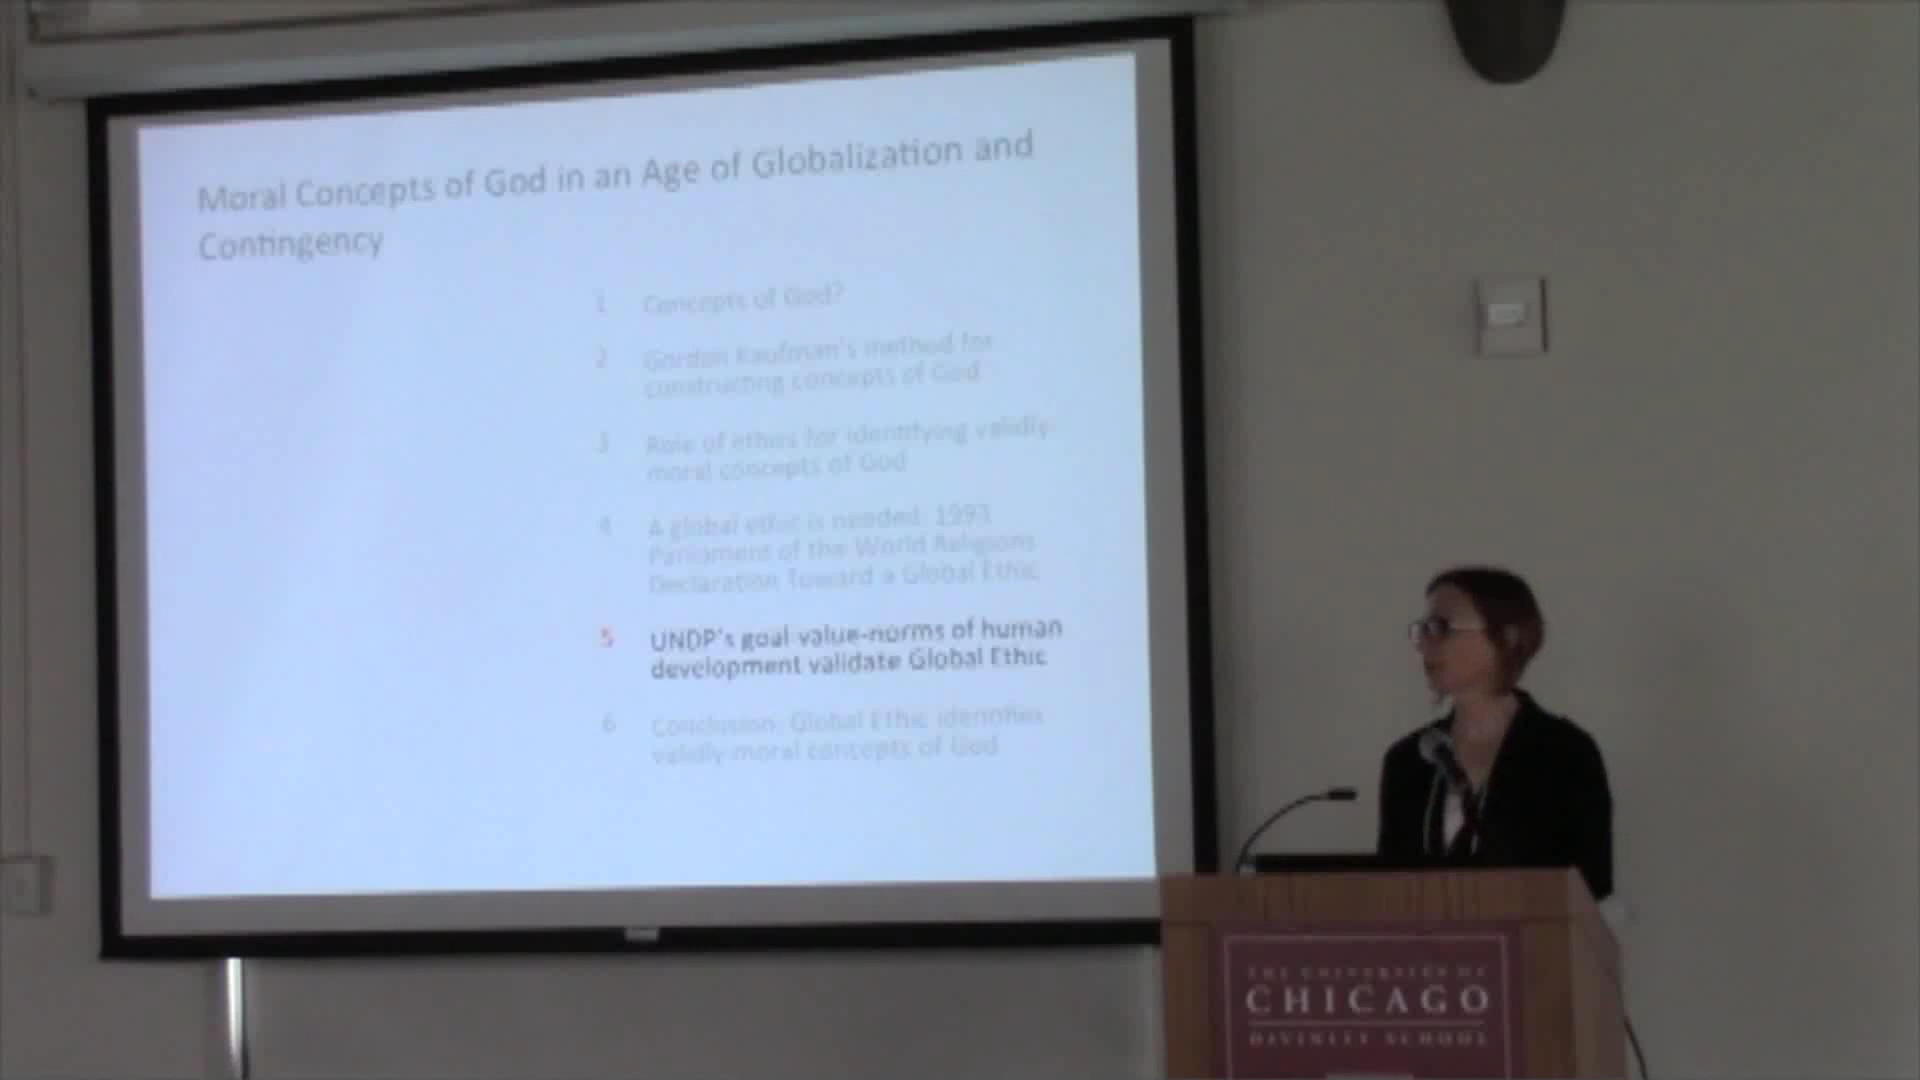 Moral Concepts of God in an Age of Globalization and
Contingency
1 Concepts of God?
2 Gordon Kaufman's method for
constructing concepts of God
3 Role of ethics for identifying validly
moral concepts of God
4 A global ethic is needed: 1993
Parliament of the World Religions
Declaration Toward a Global Ethic
5 UNDP's goal value-norms of human
development validate Global Ethic
6 Conclusion: Global Ethic identifies
validly moral concepts of God
THE UNIVERSITY OF
CHICAGO
DIVINITY SCHOOL